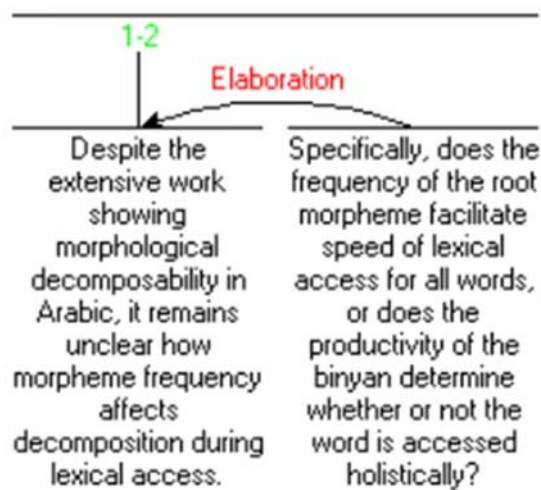 1-2
Elaboration
Despite the
extensive work
showing
morphological
decomposability in
Arabic, it remains
unclear how
morpheme frequency
affects
decomposition during
lexical access.
Specifically, does the
frequency of the root
morpheme facilitate
speed of lexical
access for all words,
or does the
productivity of the
binyan determine
whether or not the
word is accessed
holistically?